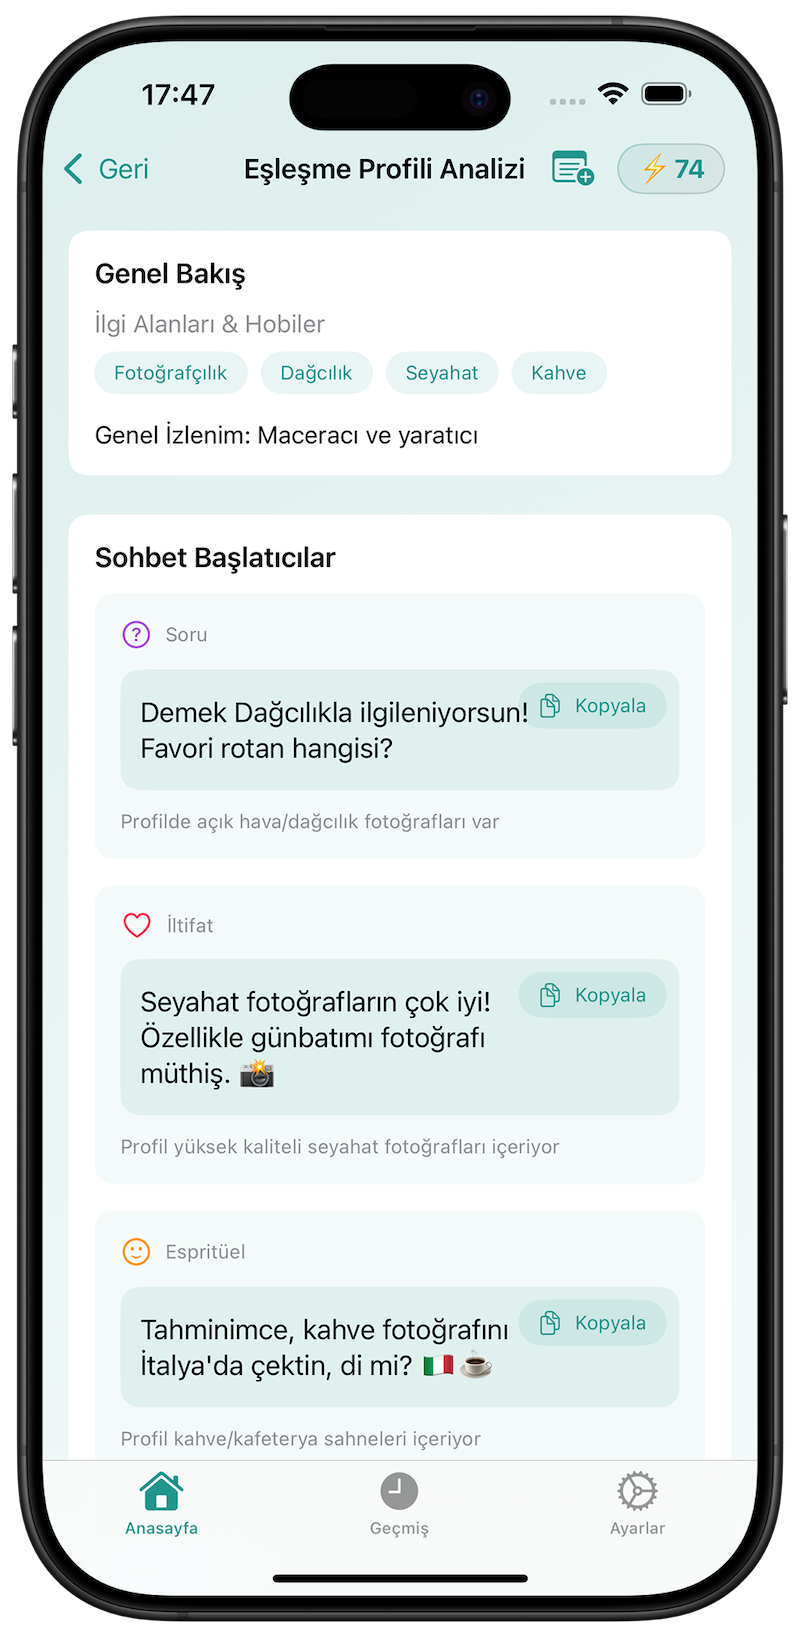 17:47
Geri
Eşleşme Profili Analizi
74
Genel Bakış
İlgi Alanları & Hobiler
Fotoğrafçılık
Dağcılık
Seyahat
Kahve
Genel İzlenim: Maceracı ve yaratıcı
Sohbet Başlatıcılar
Soru
Demek Dağcılıkla ilgileniyorsun!
Favori rotan hangisi?
Kopyala
Profilde açık hava/dağcılık fotoğrafları var
İltifat
Seyahat fotoğrafların çok iyi!
Özellikle günbatımı fotoğrafı
müthiş. 📸
Kopyala
Profil yüksek kaliteli seyahat fotoğrafları içeriyor
Espritüel
Tahminimce, kahve fotoğrafını
İtalya'da çektin, di mi? 🇮🇹☕
Kopyala
Profil kahve/kafeterya sahneleri içeriyor
Anasayfa
Geçmiş
Ayarlar